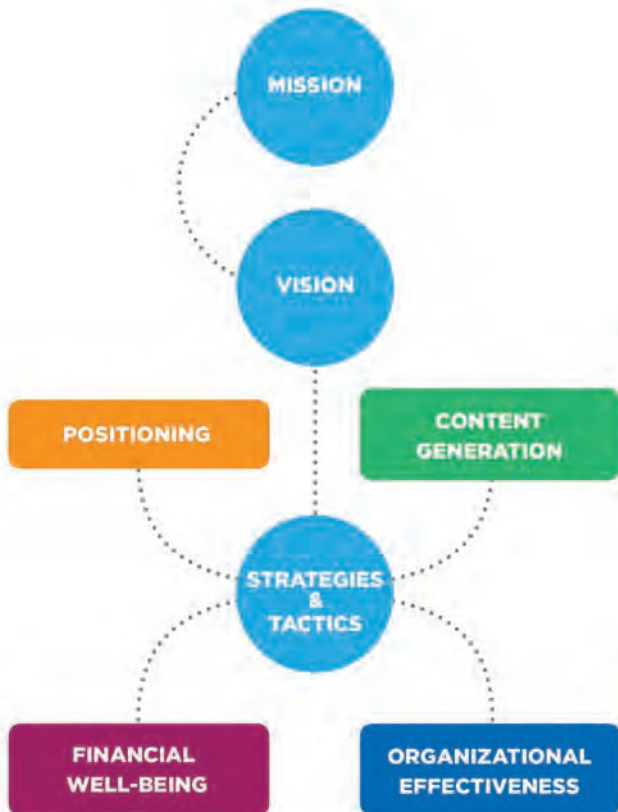 MISSION
VISION
POSITIONING
CONTENT
GENERATION
STRATEGIES
&
TACTICS
FINANCIAL
WELL-BEING
ORGANIZATIONAL
EFFECTIVENESS